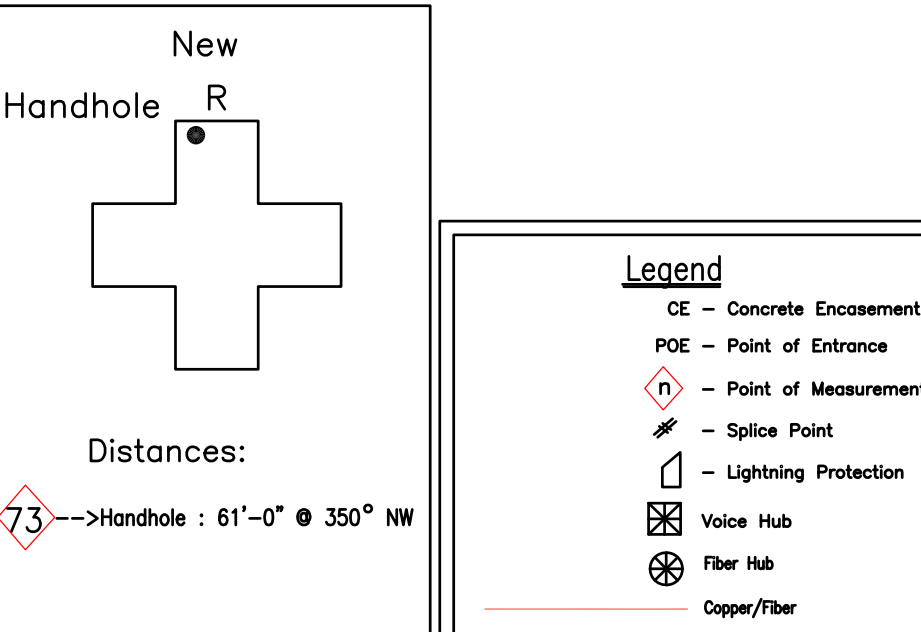 New
Handhole R
Distances:
73-->Handhole : 61'-0" @ 350° NW
Legend
CE - Concrete Encasement
POE - Point of Entrance
n - Point of Measurement
- Splice Point
- Lightning Protection
Voice Hub
Fiber Hub
Copper/Fiber